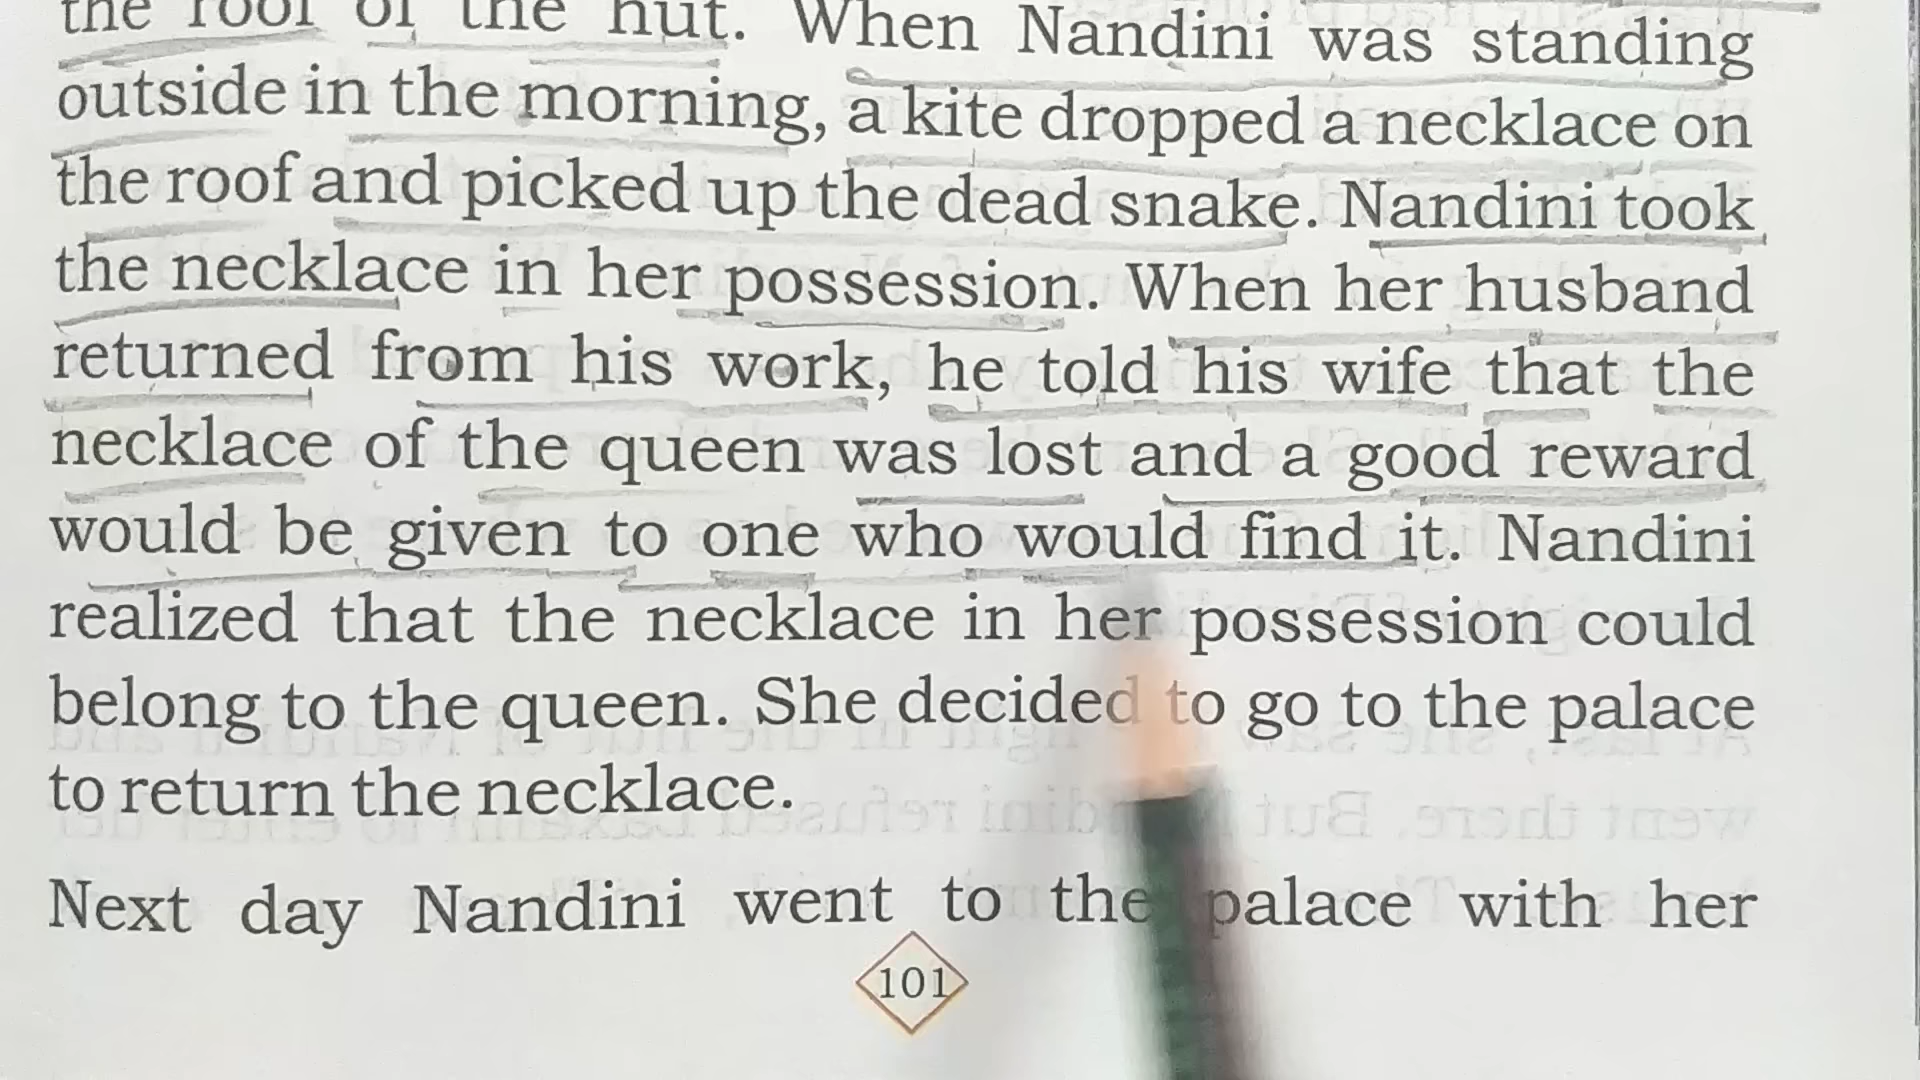 the roof of the hut. When Nandini was standing
outside in the morning, a kite dropped a necklace on
the roof and picked up the dead snake. Nandini took
the necklace in her possession. When her husband
returned from his work, he told his wife that the
necklace of the queen was lost and a good reward
would be given to one who would find it. Nandini
realized that the necklace in her possession could
belong to the queen. She decided to go to the palace
to return the necklace.
Next day Nandini went to the palace with her
101